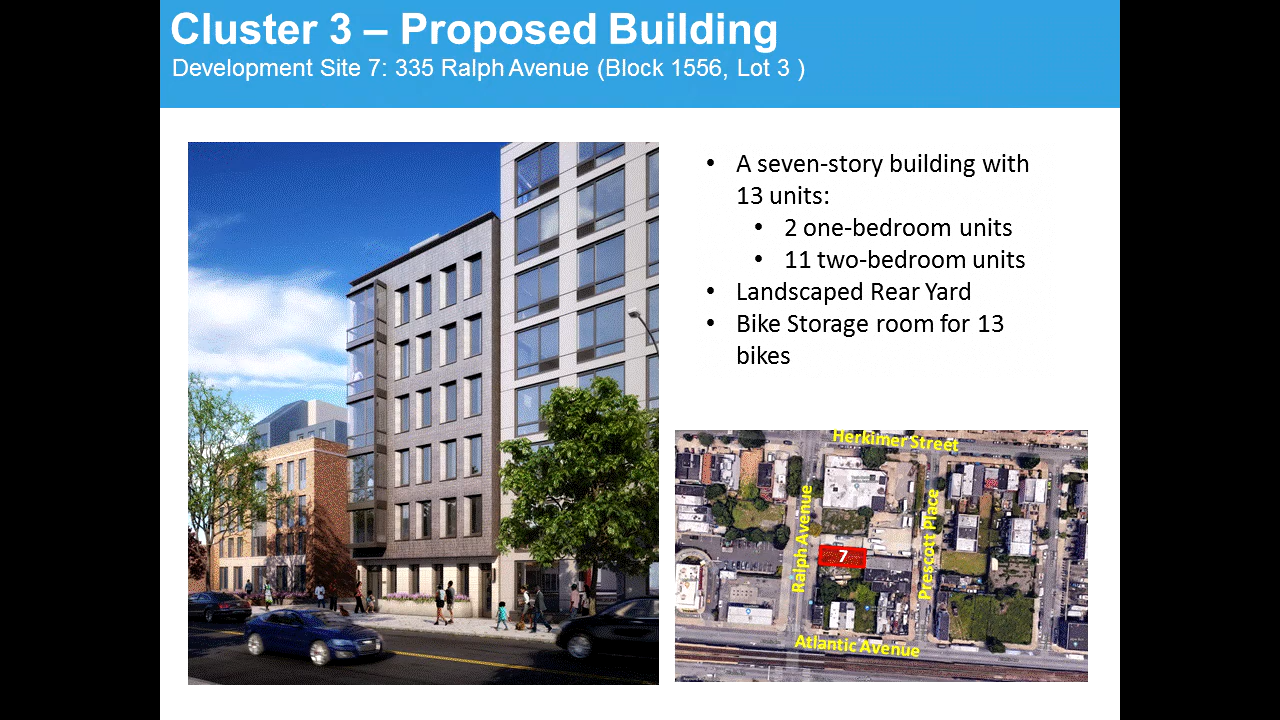 Cluster 3 – Proposed Building
Development Site 7: 335 Ralph Avenue (Block 1556, Lot 3 )
• A seven-story building with
13 units:
• 2 one-bedroom units
• 11 two-bedroom units
• Landscaped Rear Yard
• Bike Storage room for 13
bikes
Herkimer Street
Ralph Avenue
Prescott Place
7
Atlantic Avenue